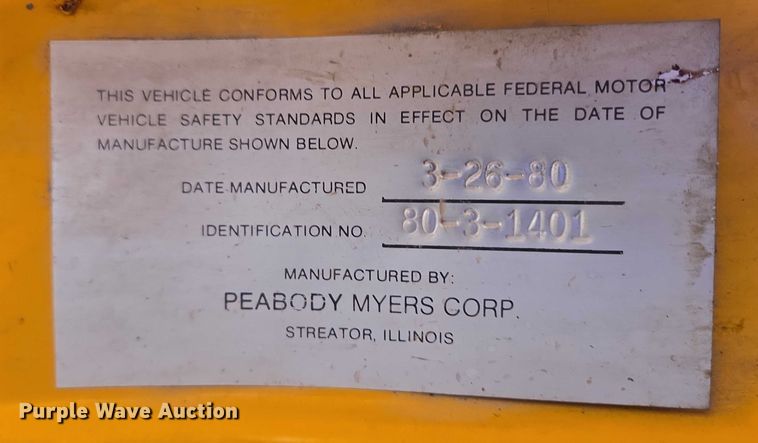 THIS VEHICLE CONFORMS TO ALL APPLICABLE FEDERAL MOTOR
VEHICLE SAFETY STANDARDS IN EFFECT ON THE DATE OF
MANUFACTURE SHOWN BELOW.
DATE MANUFACTURED 3-26-80
IDENTIFICATION NO. 80-3-1401
MANUFACTURED BY:
PEABODY MYERS CORP.
STREATOR, ILLINOIS
Purple Wave Auction